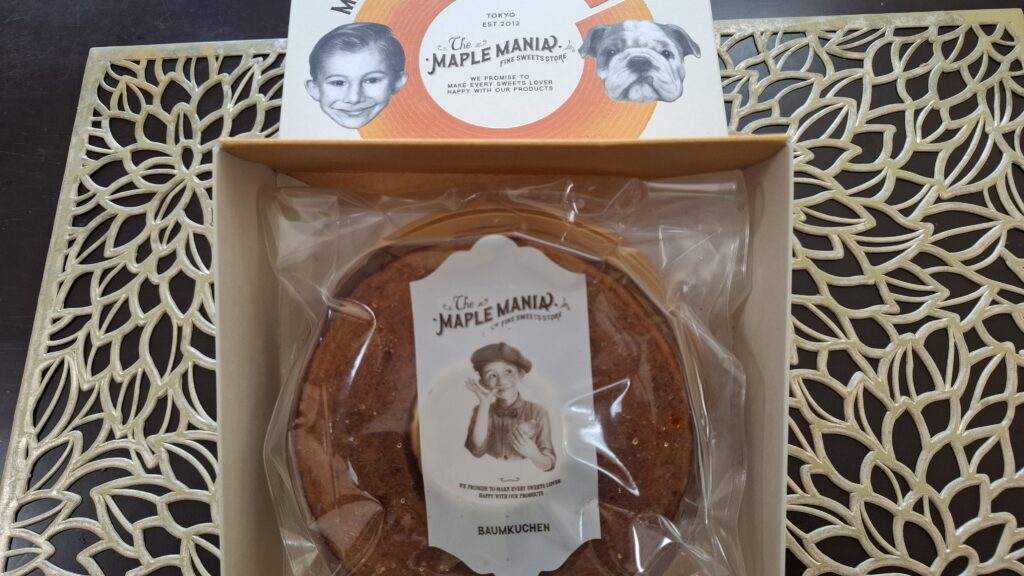 M
TOKYO
EST.2012
The
MAPLE MANIA
FINE SWEETS STORE
WE PROMISE TO
MAKE EVERY SWEETS LOVER
HAPPY WITH OUR PRODUCTS
The
MAPLE MANIA
FINE SWEETS STORE
WE PROMISE TO MAKE EVERY SWEETS LOVER
HAPPY WITH OUR PRODUCTS
BAUMKUCHEN